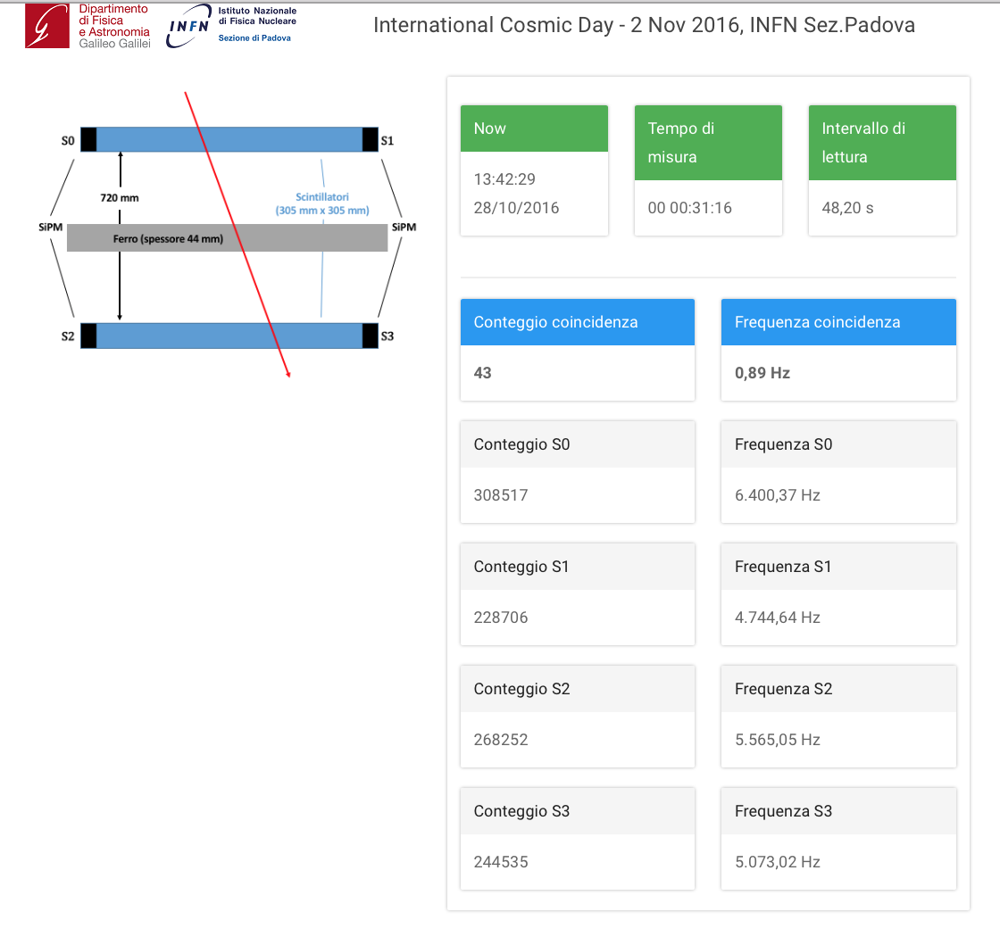 Dipartimento
di Fisica
e Astronomia
Galileo Galilei
INFN
Istituto Nazionale
di Fisica Nucleare
Sezione di Padova
International Cosmic Day - 2 Nov 2016, INFN Sez.Padova
S0
S1
720 mm
Scintillatori
(305 mm x 305 mm)
SiPM
SiPM
Ferro (spessore 44 mm)
S2
S3
Now
13:42:29
28/10/2016
Tempo di
misura
00 00:31:16
Intervallo di
lettura
48,20 s
Conteggio coincidenza
43
Frequenza coincidenza
0,89 Hz
Conteggio S0
308517
Frequenza S0
6.400,37 Hz
Conteggio S1
228706
Frequenza S1
4.744,64 Hz
Conteggio S2
268252
Frequenza S2
5.565,05 Hz
Conteggio S3
244535
Frequenza S3
5.073,02 Hz